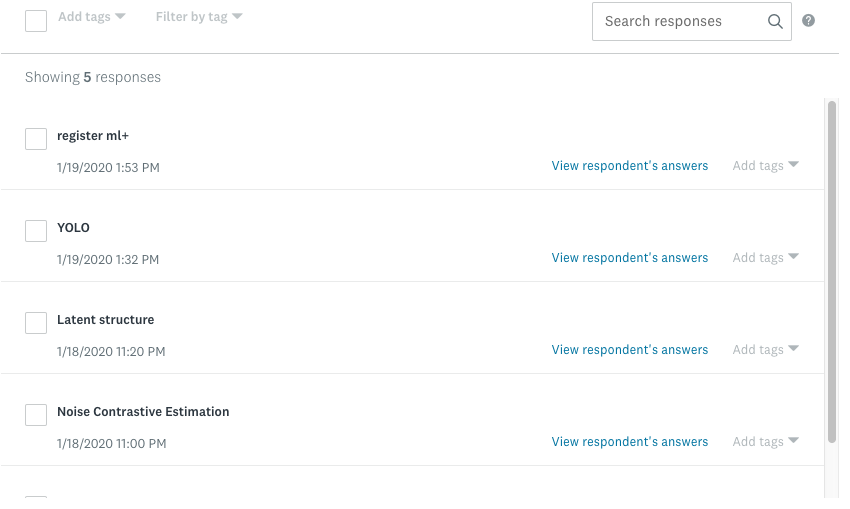 Add tags Filter by tag Search responses ?
Showing 5 responses
register ml+
1/19/2020 1:53 PM View respondent's answers Add tags
YOLO
1/19/2020 1:32 PM View respondent's answers Add tags
Latent structure
1/18/2020 11:20 PM View respondent's answers Add tags
Noise Contrastive Estimation
1/18/2020 11:00 PM View respondent's answers Add tags